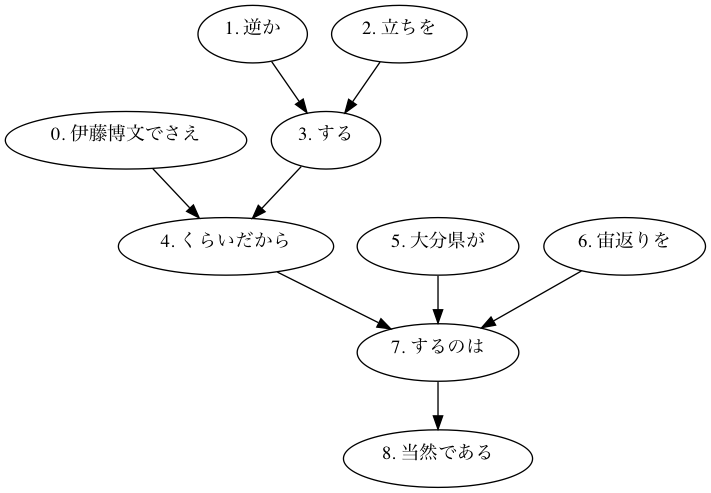 1. 逆か
2. 立ちを
0. 伊藤博文でさえ
3. する
4. くらいだから
5. 大分県が
6. 宙返りを
7. するのは
8. 当然である